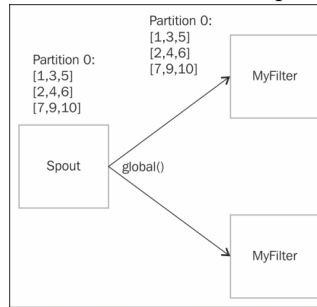 Partition 0:
[1,3,5]
[2,4,6]
[7,9,10]
Partition 0:
[1,3,5]
[2,4,6]
[7,9,10]
MyFilter
Spout
global()
MyFilter